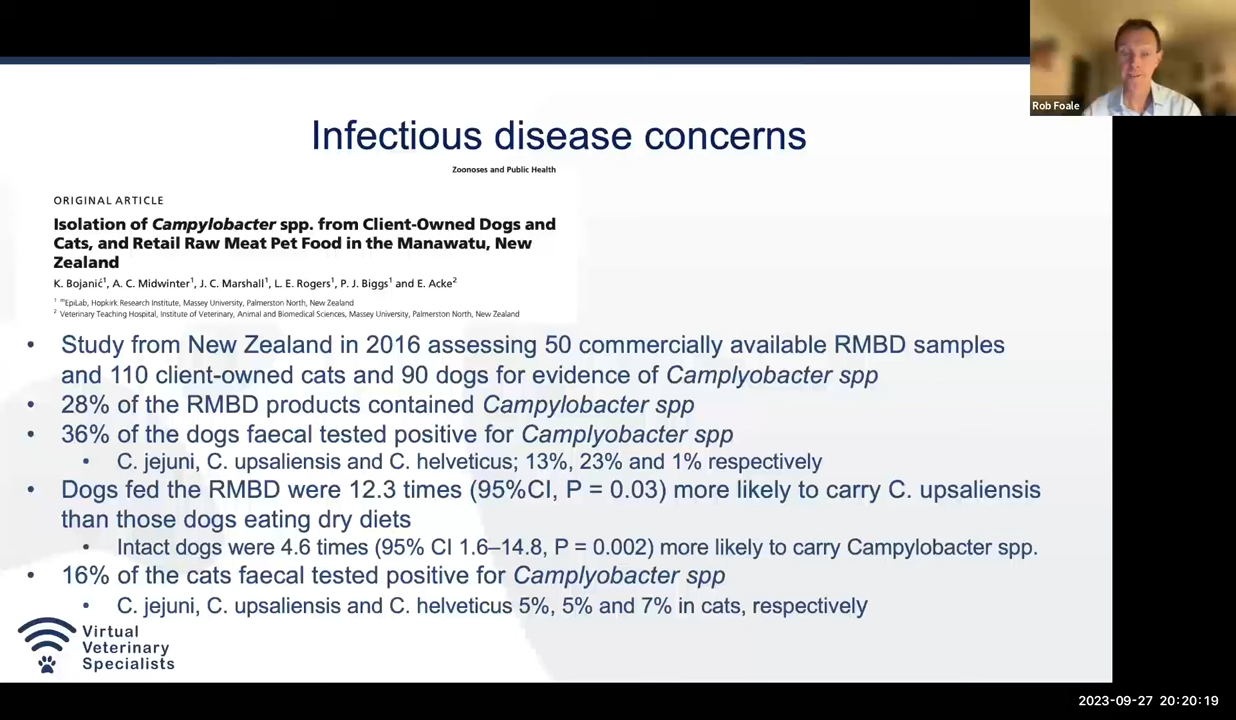 Rob Foale
Infectious disease concerns
Zoonoses and Public Health
ORIGINAL ARTICLE
Isolation of Campylobacter spp. from Client-Owned Dogs and
Cats, and Retail Raw Meat Pet Food in the Manawatu, New
Zealand
K. Bojanić¹, A. C. Midwinter¹, J. C. Marshall¹, L. E. Rogers¹, P. J. Biggs¹ and E. Acke²
¹ ᵐEpiLab, Hopkirk Research Institute, Massey University, Palmerston North, New Zealand
² Veterinary Teaching Hospital, Institute of Veterinary, Animal and Biomedical Sciences, Massey University, Palmerston North, New Zealand
• Study from New Zealand in 2016 assessing 50 commercially available RMBD samples
and 110 client-owned cats and 90 dogs for evidence of Camplyobacter spp
• 28% of the RMBD products contained Campylobacter spp
• 36% of the dogs faecal tested positive for Camplyobacter spp
• C. jejuni, C. upsaliensis and C. helveticus; 13%, 23% and 1% respectively
• Dogs fed the RMBD were 12.3 times (95%CI, P = 0.03) more likely to carry C. upsaliensis
than those dogs eating dry diets
• Intact dogs were 4.6 times (95% CI 1.6–14.8, P = 0.002) more likely to carry Campylobacter spp.
• 16% of the cats faecal tested positive for Camplyobacter spp
• C. jejuni, C. upsaliensis and C. helveticus 5%, 5% and 7% in cats, respectively
Virtual
Veterinary
Specialists
2023-09-27 20:20:19